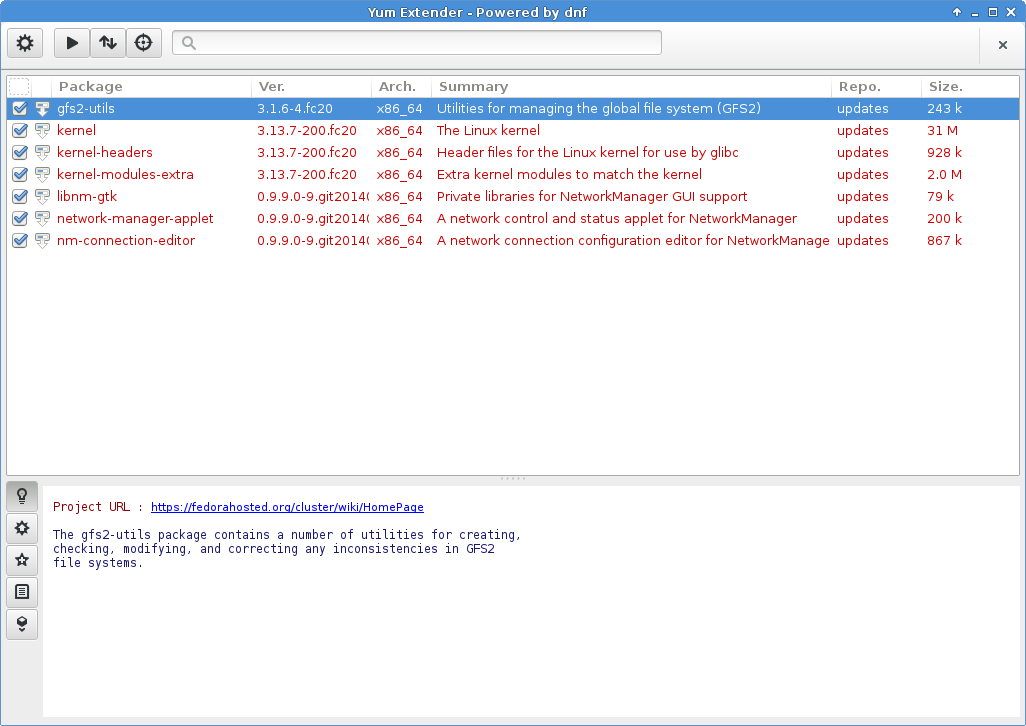 Yum Extender - Powered by dnf
Package Ver. Arch. Summary Repo. Size.
gfs2-utils 3.1.6-4.fc20 x86_64 Utilities for managing the global file system (GFS2) updates 243 k
kernel 3.13.7-200.fc20 x86_64 The Linux kernel updates 31 M
kernel-headers 3.13.7-200.fc20 x86_64 Header files for the Linux kernel for use by glibc updates 928 k
kernel-modules-extra 3.13.7-200.fc20 x86_64 Extra kernel modules to match the kernel updates 2.0 M
libnm-gtk 0.9.9.0-9.git2014( x86_64 Private libraries for NetworkManager GUI support updates 79 k
network-manager-applet 0.9.9.0-9.git2014( x86_64 A network control and status applet for NetworkManager updates 200 k
nm-connection-editor 0.9.9.0-9.git2014( x86_64 A network connection configuration editor for NetworkManage updates 867 k
Project URL : https://fedorahosted.org/cluster/wiki/HomePage
The gfs2-utils package contains a number of utilities for creating,
checking, modifying, and correcting any inconsistencies in GFS2
file systems.